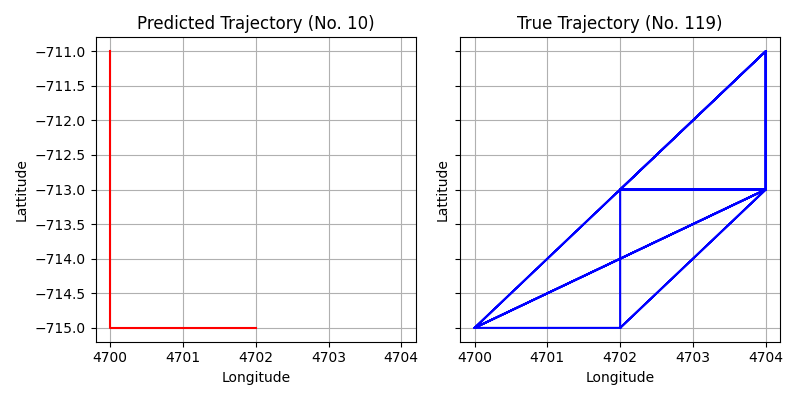 Predicted Trajectory (No. 10)
True Trajectory (No. 119)
−711.0
−711.5
−712.0
−712.5
−713.0
−713.5
−714.0
−714.5
−715.0
Lattitude
Lattitude
4700 4701 4702 4703 4704
4700 4701 4702 4703 4704
Longitude
Longitude